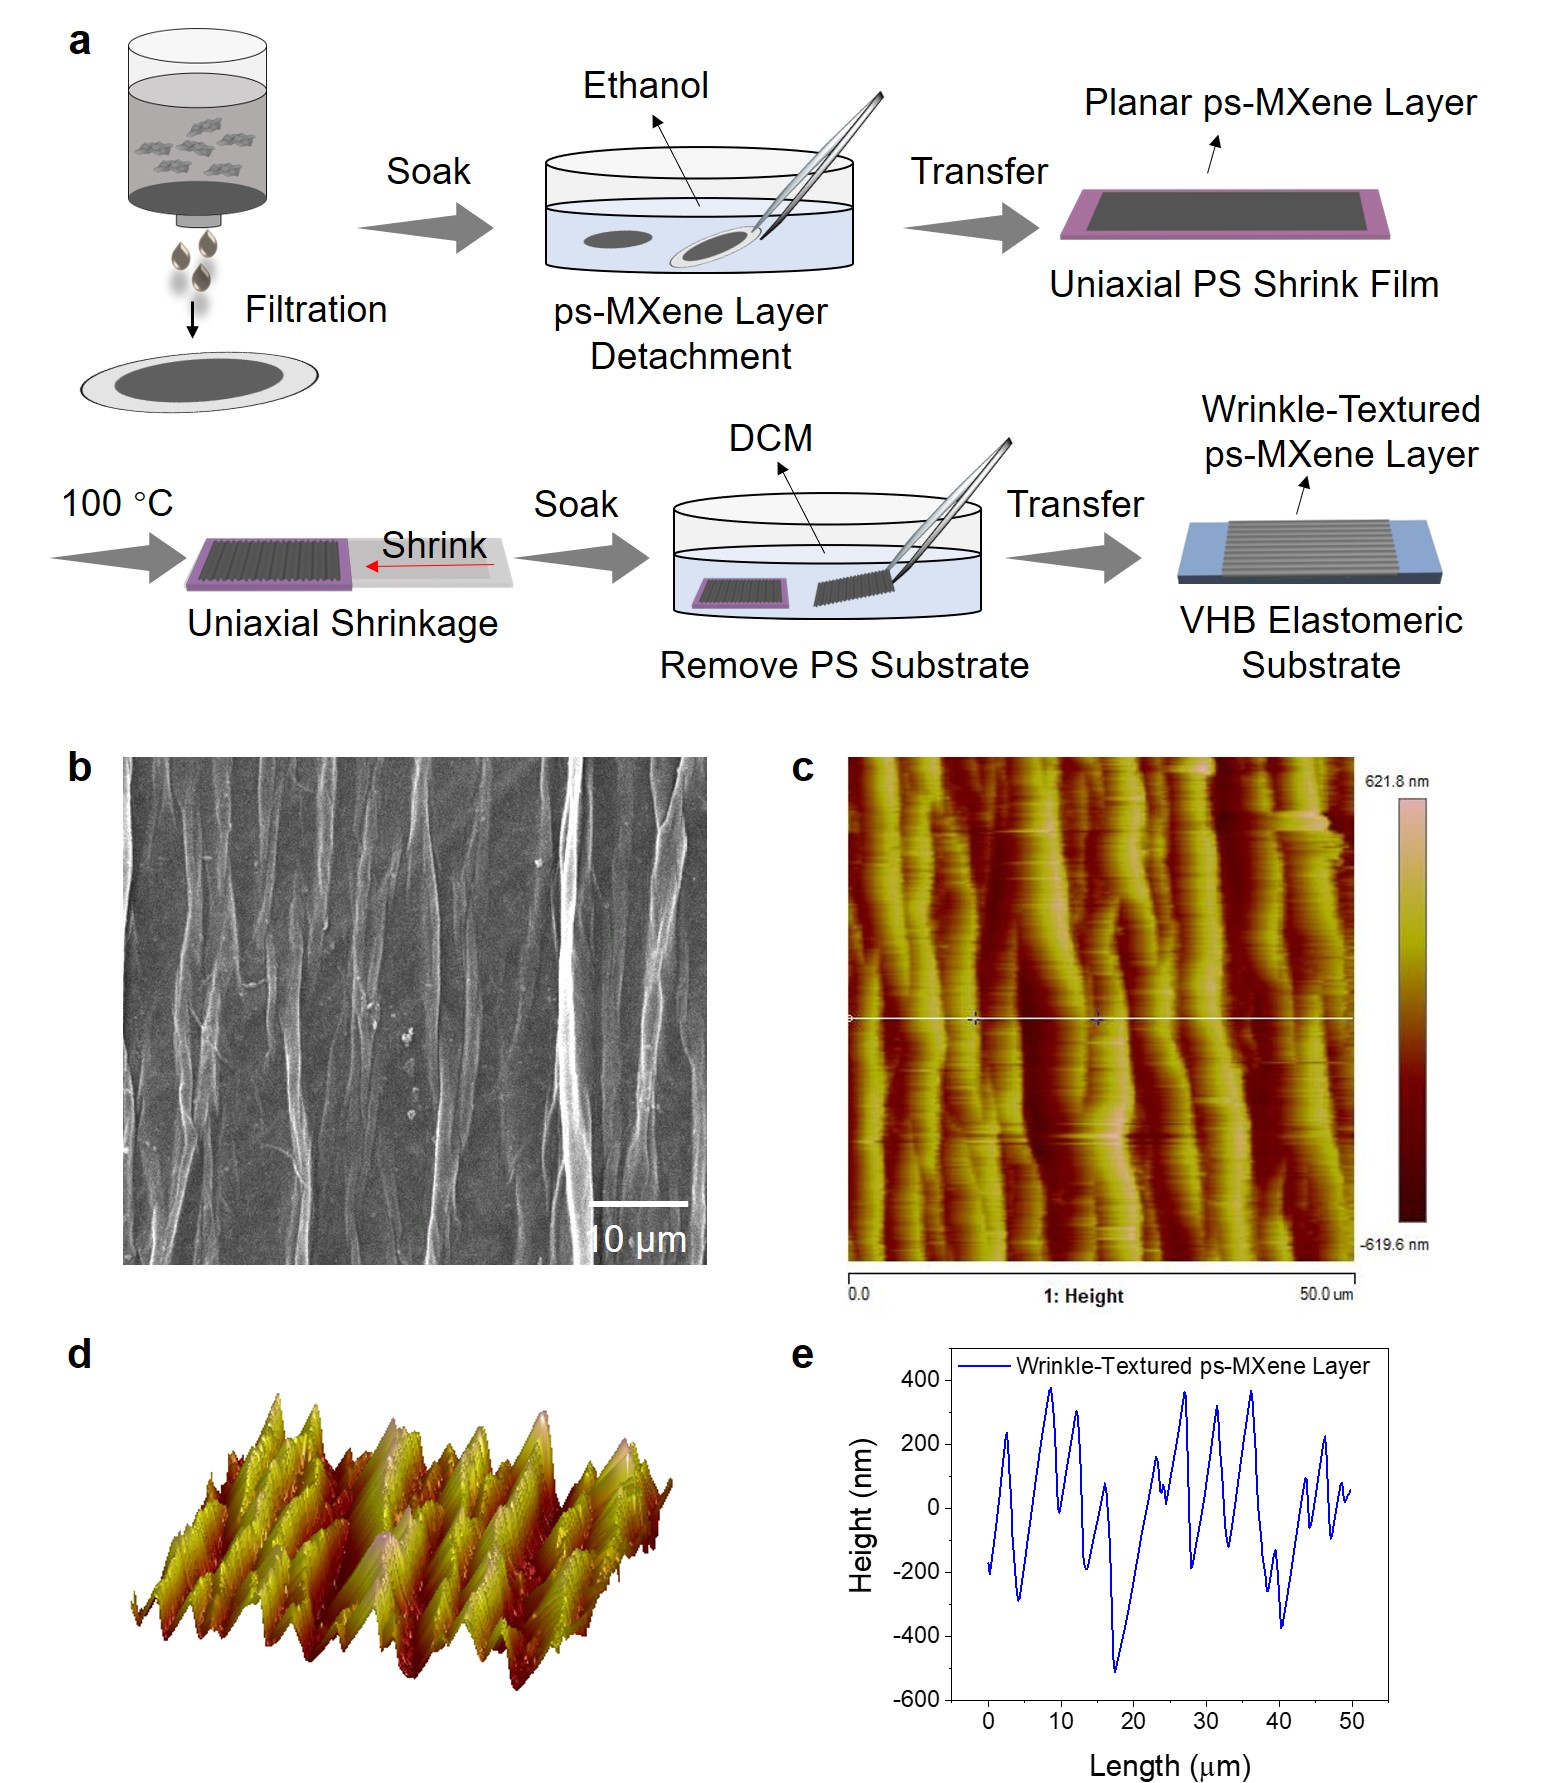 a
Ethanol
Planar ps-MXene Layer
Soak
Transfer
Filtration
ps-MXene Layer
Detachment
Uniaxial PS Shrink Film
100 °C
Shrink
Uniaxial Shrinkage
Soak
DCM
Remove PS Substrate
Transfer
Wrinkle-Textured
ps-MXene Layer
VHB Elastomeric
Substrate
b
10 μm
c
621.8 nm
-619.6 nm
0.0
1: Height
50.0 um
d
e
Wrinkle-Textured ps-MXene Layer
Height (nm)
400
200
0
-200
-400
-600
0 10 20 30 40 50
Length (μm)